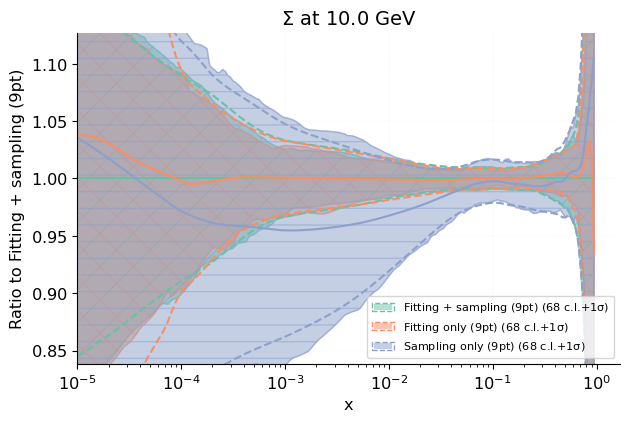 Σ at 10.0 GeV
Ratio to Fitting + sampling (9pt)
1.10
1.05
1.00
0.95
0.90
0.85
Fitting + sampling (9pt) (68 c.l.+1σ)
Fitting only (9pt) (68 c.l.+1σ)
Sampling only (9pt) (68 c.l.+1σ)
10⁻⁵ 10⁻⁴ 10⁻³ 10⁻² 10⁻¹ 10⁰
x